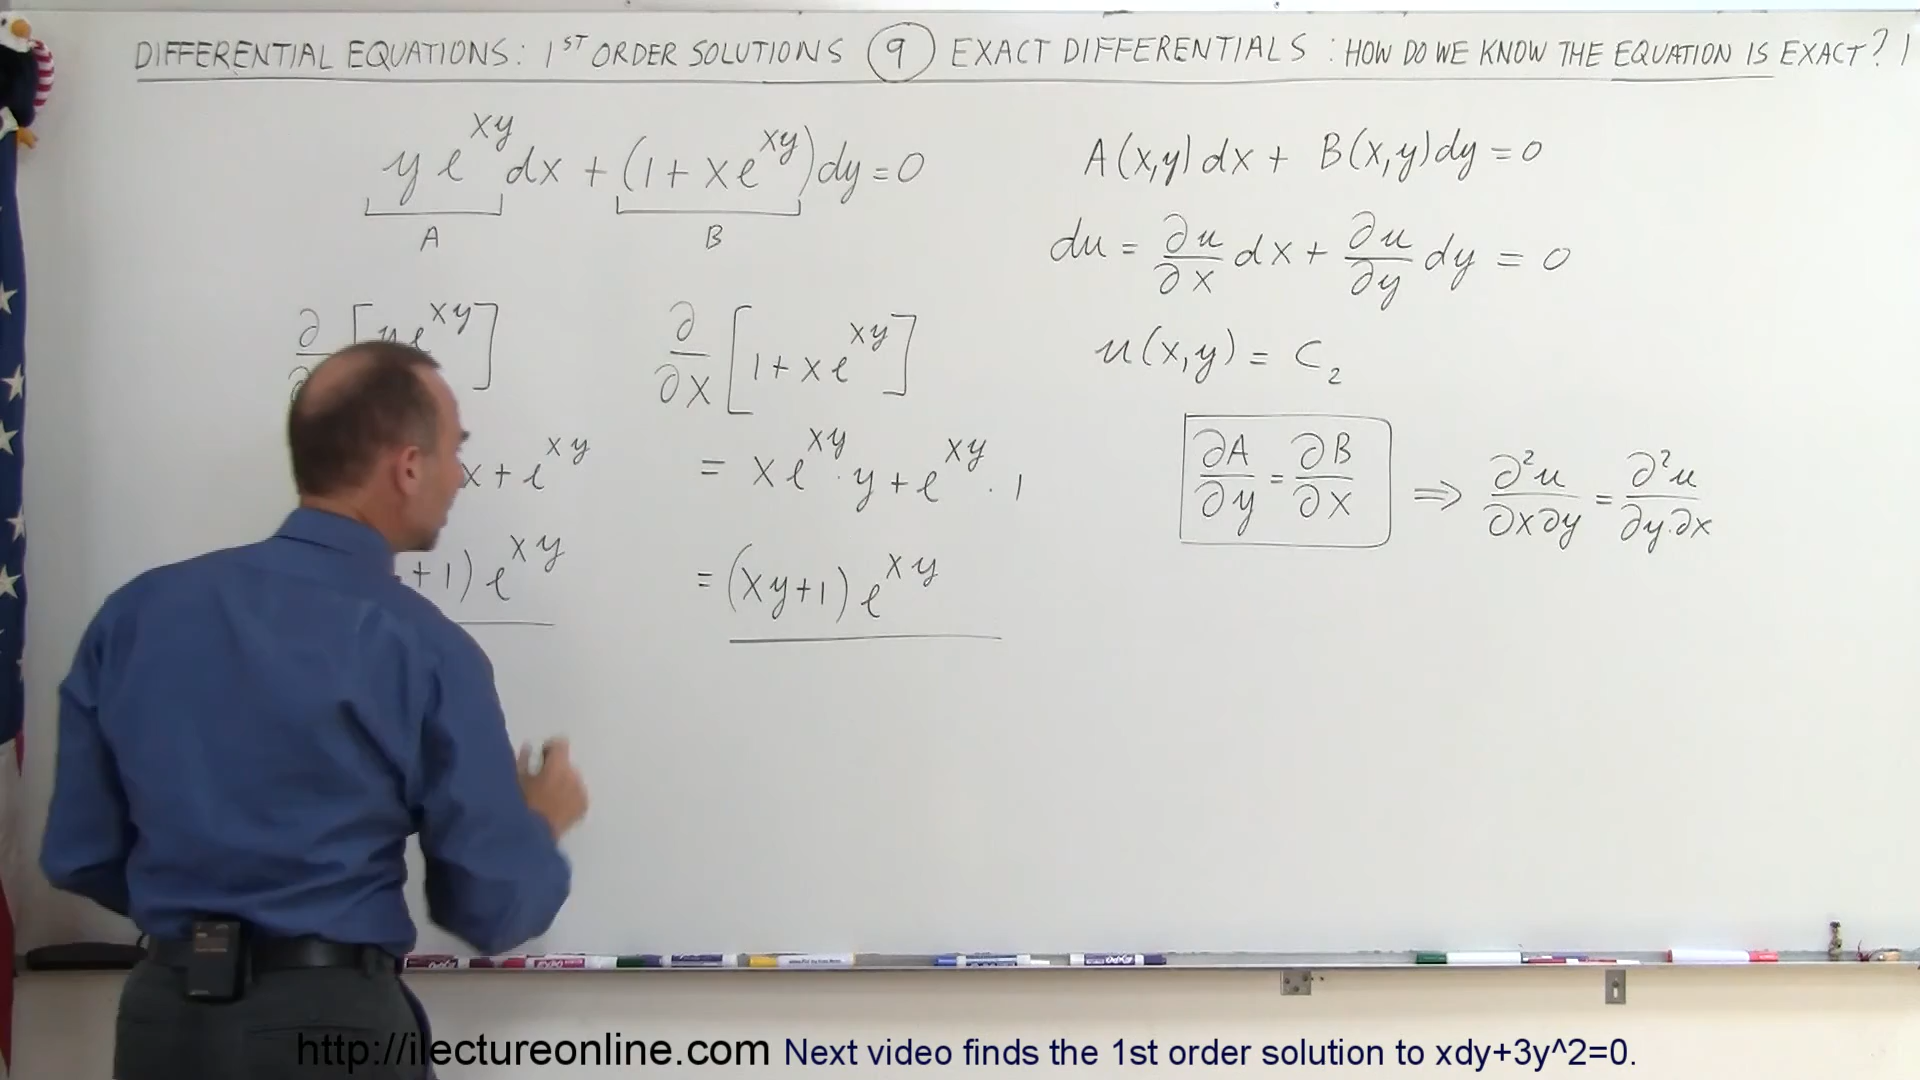 DIFFERENTIAL EQUATIONS: 1ST ORDER SOLUTIONS 9 EXACT DIFFERENTIALS: HOW DO WE KNOW THE EQUATION IS EXACT? 1
y e^{xy} dx + (1 + x e^{xy}) dy = 0
A B
∂ [y e^{xy}]
x + e^{xy}
+ 1) e^{xy}
∂/∂x [1 + x e^{xy}]
= x e^{xy} · y + e^{xy} · 1
= (xy + 1) e^{xy}
A(x,y) dx + B(x,y) dy = 0
du = ∂u/∂x dx + ∂u/∂y dy = 0
u(x,y) = C₂
∂A/∂y = ∂B/∂x ⇒ ∂²u/∂x∂y = ∂²u/∂y·∂x
http://ilectureonline.com Next video finds the 1st order solution to xdy+3y^2=0.